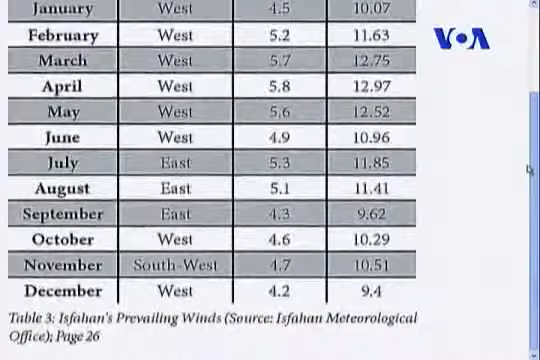 January West 4.5 10.07
February West 5.2 11.63
March West 5.7 12.75
April West 5.8 12.97
May West 5.6 12.52
June West 4.9 10.96
July East 5.3 11.85
August East 5.1 11.41
September East 4.3 9.62
October West 4.6 10.29
November South-West 4.7 10.51
December West 4.2 9.4
Table 3: Isfahan's Prevailing Winds (Source: Isfahan Meteorological
Office); Page 26
VOA